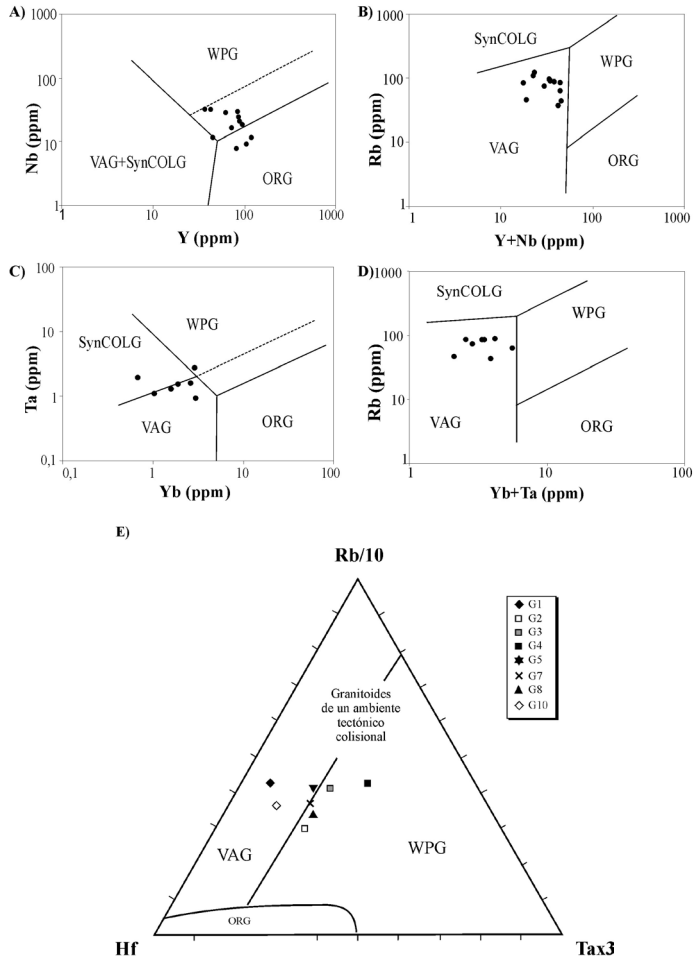 A)
1000
100
10
1
Nb (ppm)
WPG
VAG+SynCOLG
ORG
1
10
100
1000
Y (ppm)
B)
1000
100
10
1
Rb (ppm)
SynCOLG
WPG
VAG
ORG
1
10
100
1000
Y+Nb (ppm)
C)
100
10
1
0,1
Ta (ppm)
WPG
SynCOLG
VAG
ORG
0,1
1
10
100
Yb (ppm)
D)
1000
100
10
1
Rb (ppm)
SynCOLG
WPG
VAG
ORG
1
10
100
Yb+Ta (ppm)
E)
Rb/10
G1
G2
G3
G4
G5
G7
G8
G10
Granitoides
de un ambiente
tectónico
colisional
VAG
WPG
ORG
Hf
Tax3